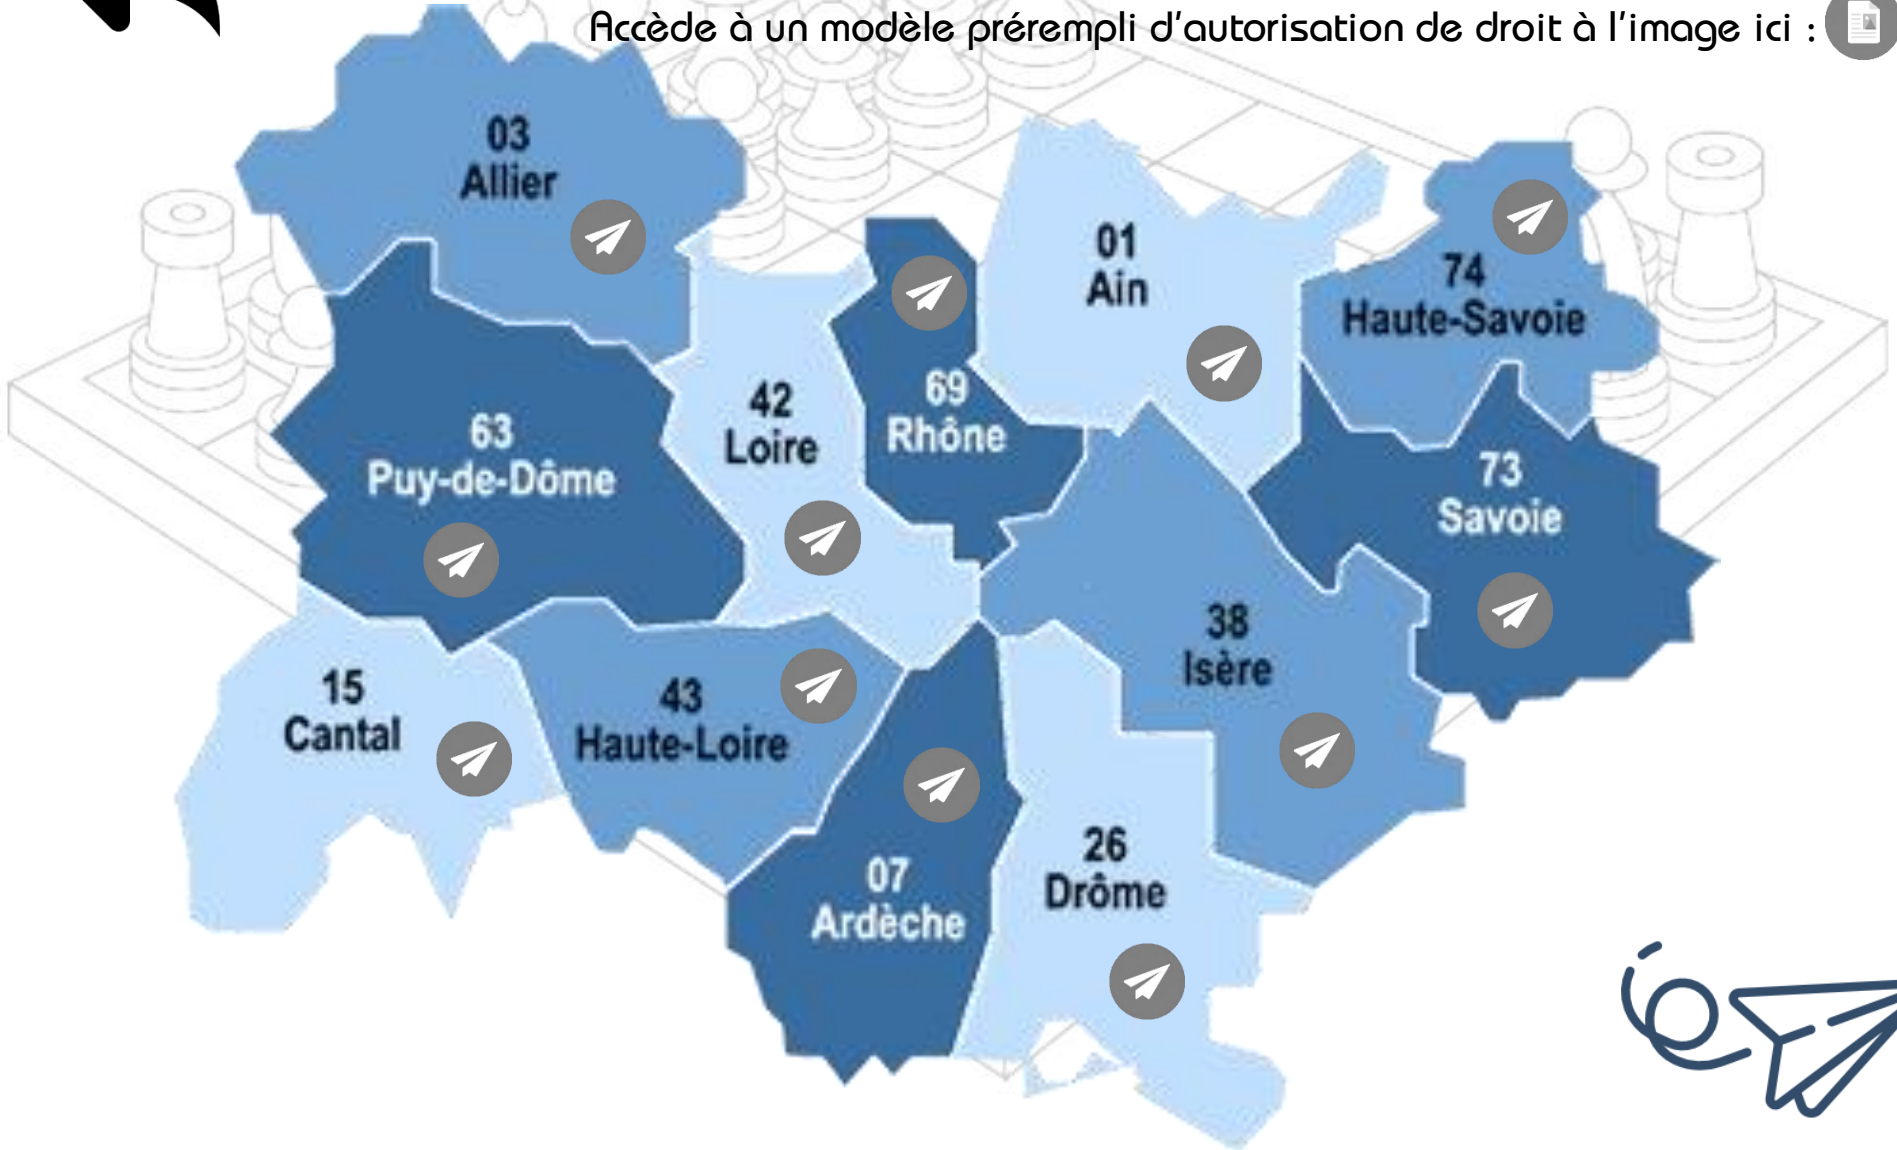 Accède à un modèle prérempli d'autorisation de droit à l'image ici :
03
Allier
01
Ain
74
Haute-Savoie
42
Loire
69
Rhône
63
Puy-de-Dôme
73
Savoie
38
Isère
15
Cantal
43
Haute-Loire
26
Drôme
07
Ardèche